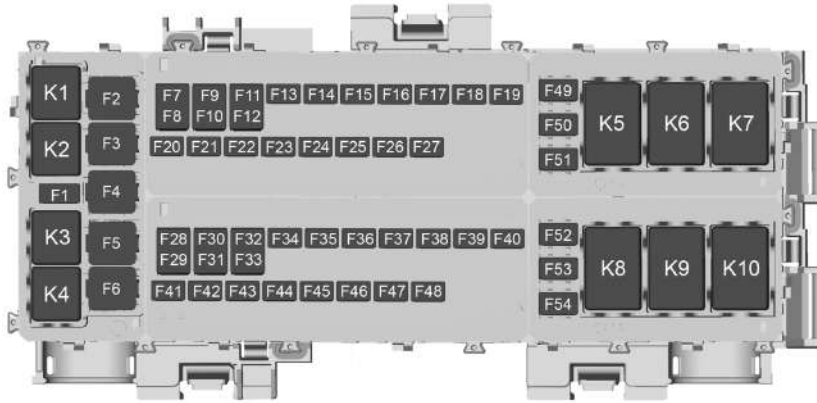 K1 F2 F7 F9 F11 F13 F14 F15 F16 F17 F18 F19 F49
F8 F10 F12 K5 K6 K7
F50
K2 F3 F20 F21 F22 F23 F24 F25 F26 F27 F51
F1 F4
K3 F5 F28 F30 F32 F34 F35 F36 F37 F38 F39 F40 F52
F29 F31 F33 K8 K9 K10
F53
K4 F6 F41 F42 F43 F44 F45 F46 F47 F48 F54